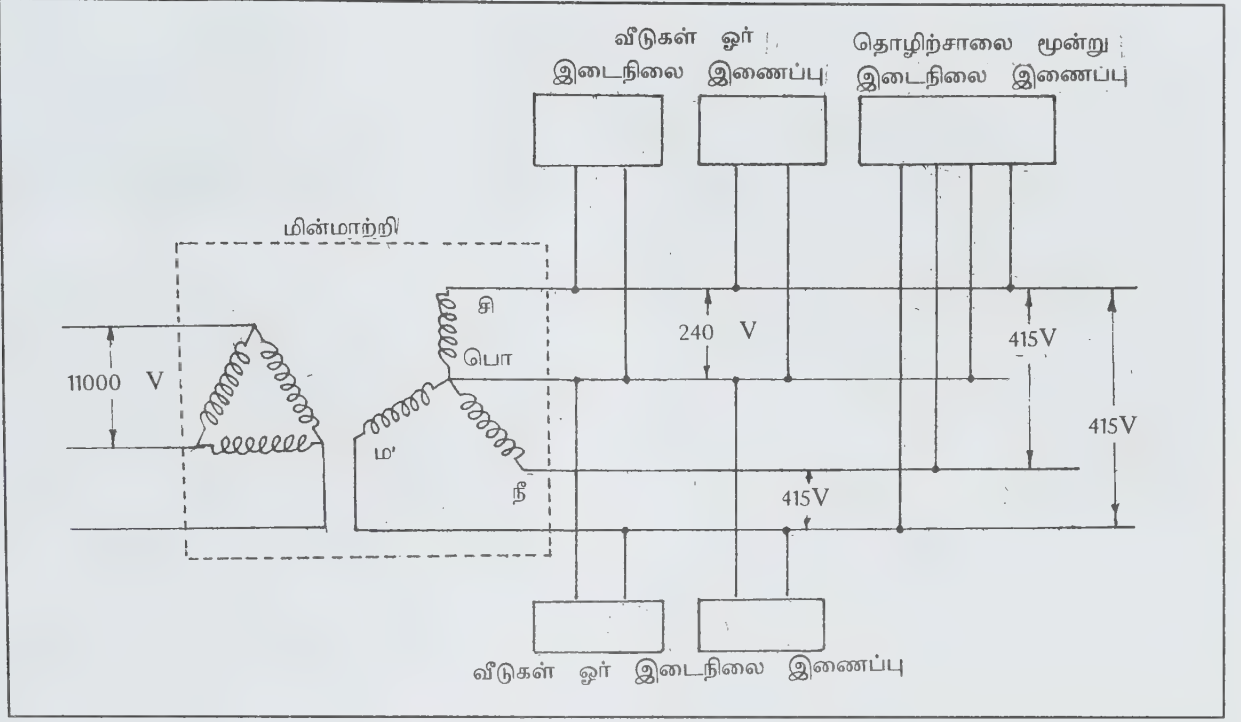 வீடுகள் ஓர்
இடைநிலை இணைப்பு
தொழிற்சாலை மூன்று
இடைநிலை இணைப்பு
மின்மாற்றி
சி
240 V
415V
பொ
11000 V
415V
ம'
நீ
415V
வீடுகள் ஓர் இடைநிலை இணைப்பு